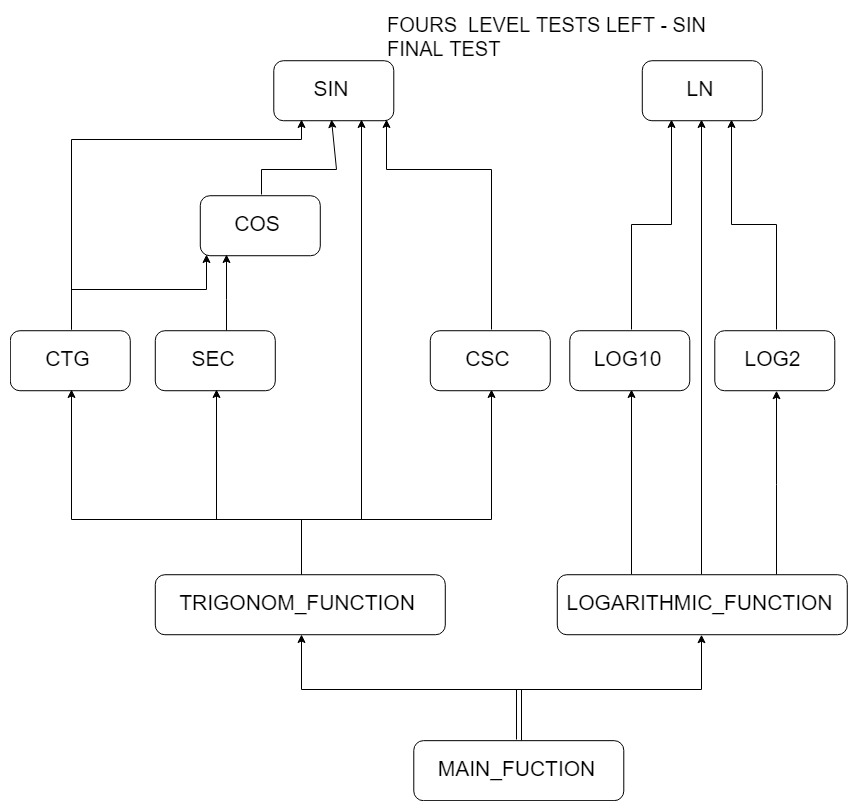 FOURS LEVEL TESTS LEFT - SIN
FINAL TEST
SIN
LN
COS
CTG
SEC
CSC
LOG10
LOG2
TRIGONOM_FUNCTION
LOGARITHMIC_FUNCTION
MAIN_FUCTION